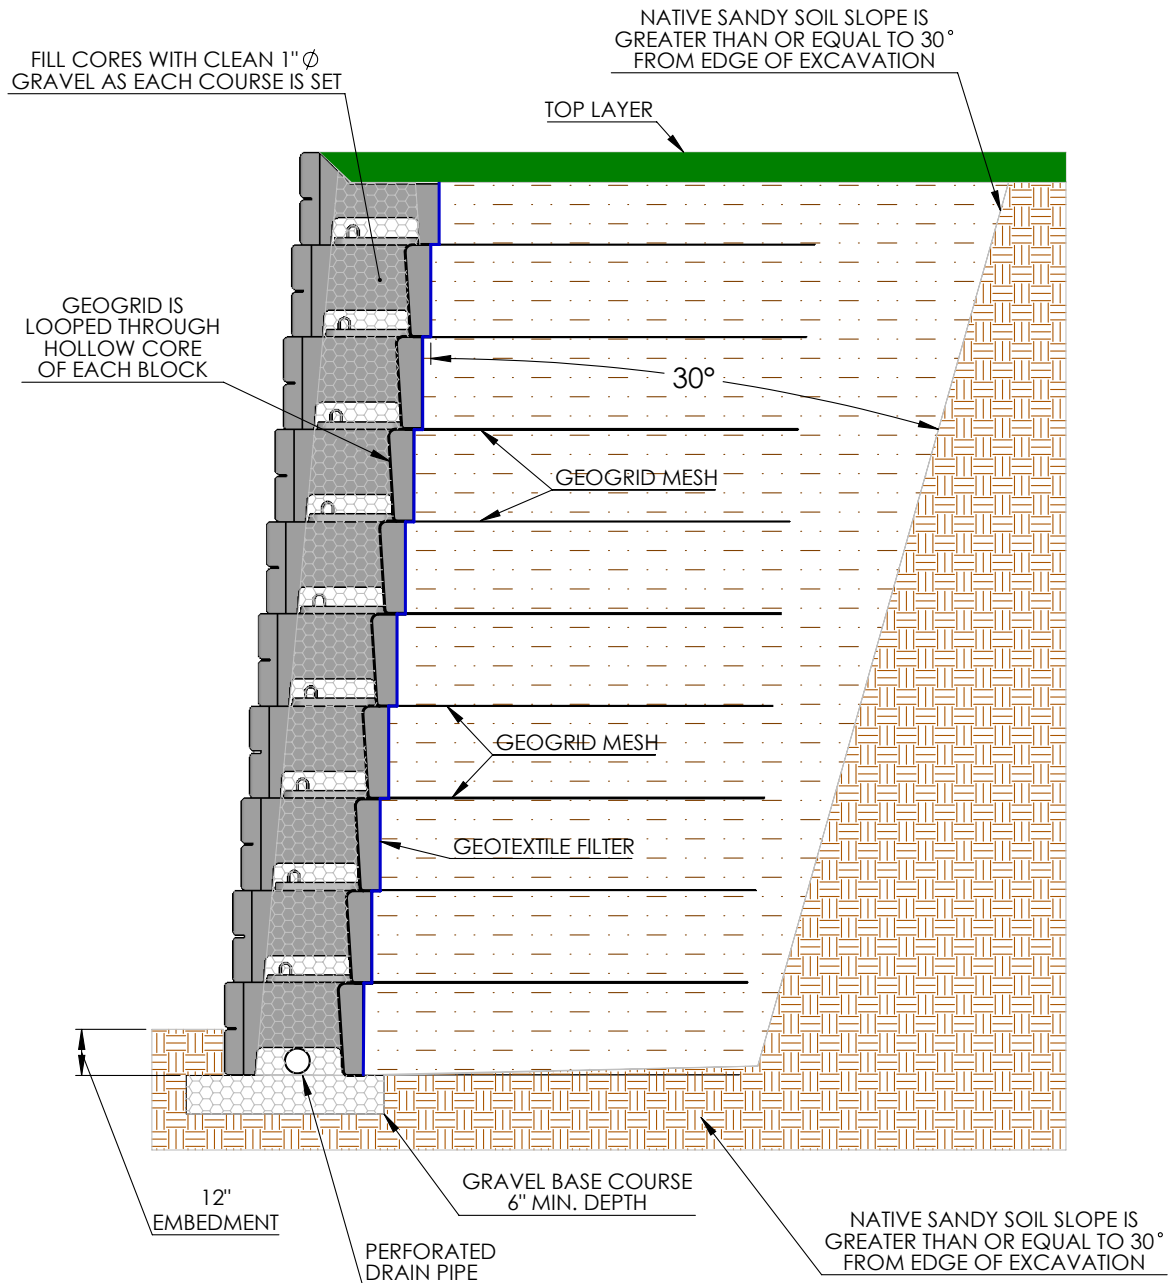 NATIVE SANDY SOIL SLOPE IS
GREATER THAN OR EQUAL TO 30°
FROM EDGE OF EXCAVATION
FILL CORES WITH CLEAN 1" Ø
GRAVEL AS EACH COURSE IS SET
TOP LAYER
GEOGRID IS
LOOPED THROUGH
HOLLOW CORE
OF EACH BLOCK
30°
GEOGRID MESH
GEOGRID MESH
GEOTEXTILE FILTER
12"
EMBEDMENT
GRAVEL BASE COURSE
6" MIN. DEPTH
PERFORATED
DRAIN PIPE
NATIVE SANDY SOIL SLOPE IS
GREATER THAN OR EQUAL TO 30°
FROM EDGE OF EXCAVATION